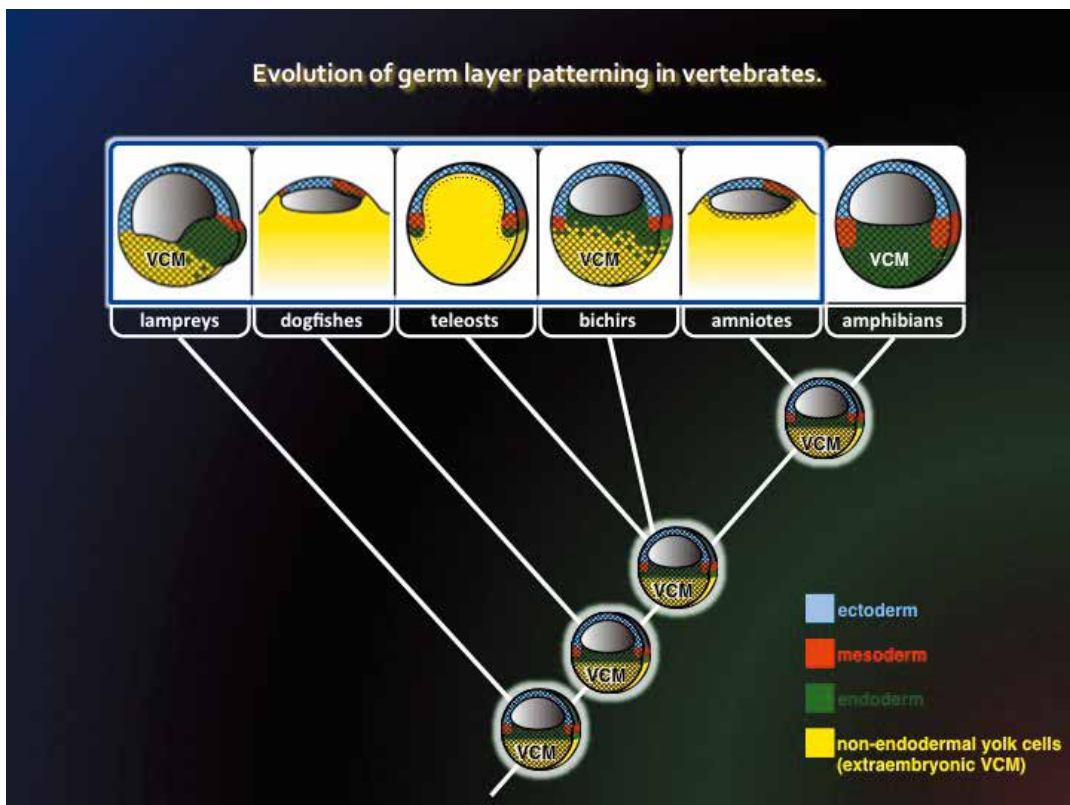 Evolution of germ layer patterning in vertebrates.
VCM
VCM
VCM
lampreys
dogfishes
teleosts
bichirs
amniotes
amphibians
VCM
VCM
VCM
VCM
ectoderm
mesoderm
endoderm
non-endodermal yolk cells
(extraembryonic VCM)